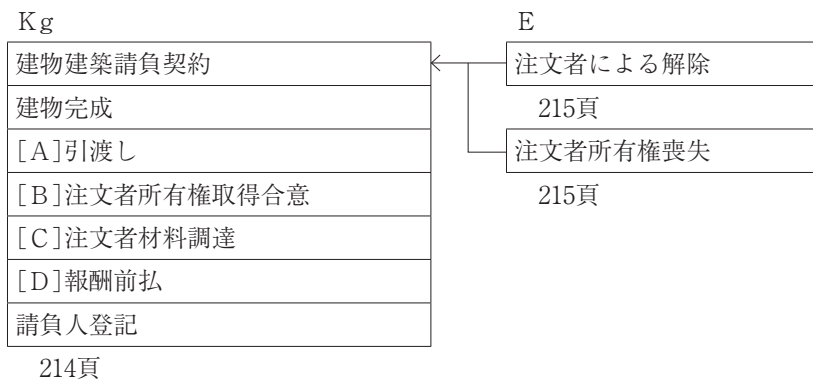 Kg
建物建築請負契約
建物完成
[A]引渡し
[B]注文者所有権取得合意
[C]注文者材料調達
[D]報酬前払
請負人登記
214頁
E
注文者による解除
215頁
注文者所有権喪失
215頁